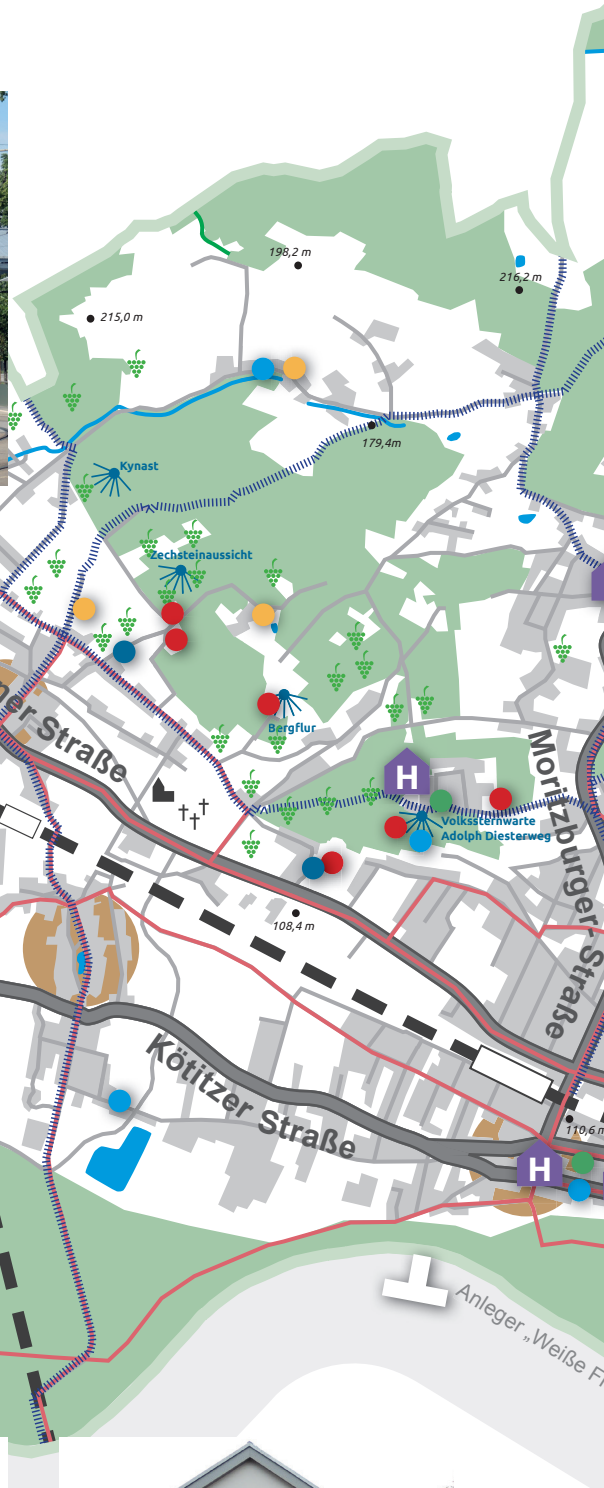 198,2 m
216,2 m
215,0 m
179,4m
Kynast
Zechsteinaussicht
ner Straße
Bergflur
H
Moritzburger-Straße
Volkssternwarte
Adolph Diesterweg
108,4 m
Kötitzer Straße
110,6 m
H
Anleger „Weiße F